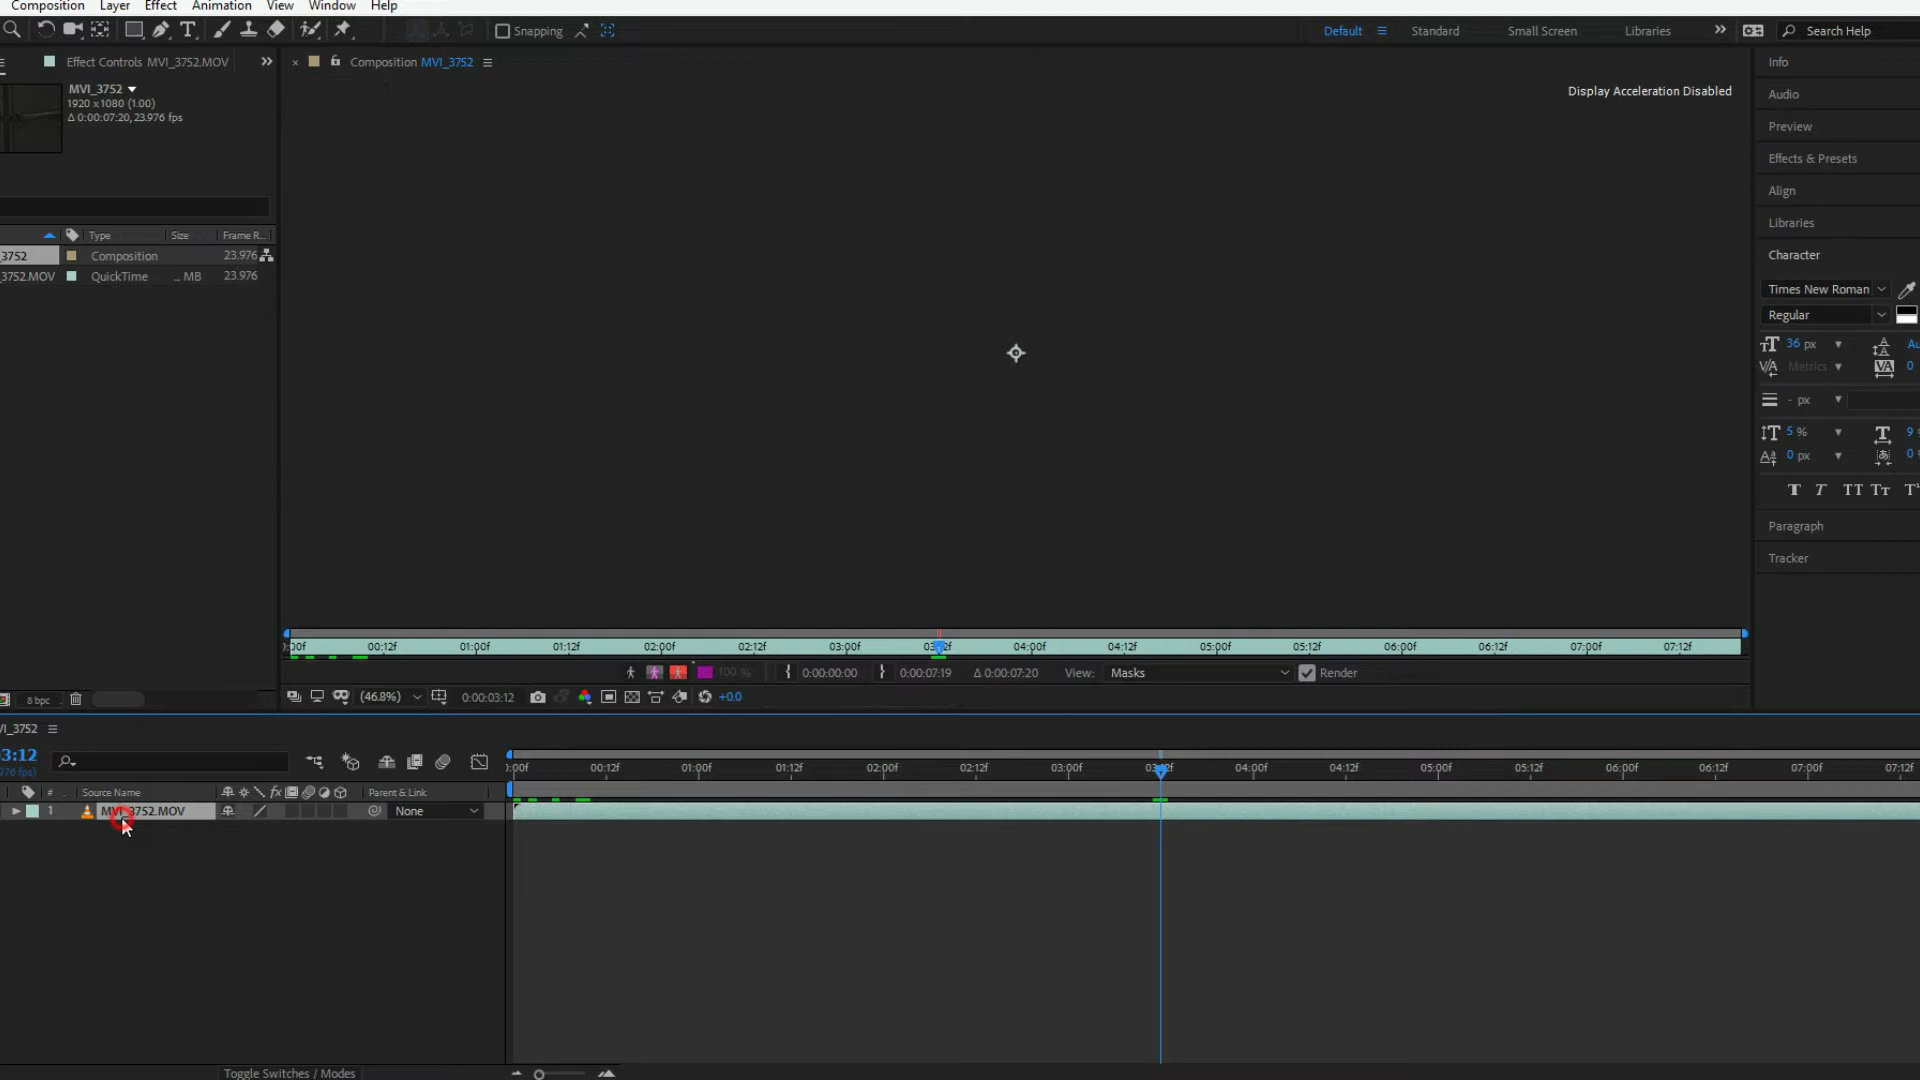 Composition Layer Effect Animation View Window Help
Snapping Default Standard Small Screen Libraries Search Help
Effect Controls MVI_3752.MOV
Composition MVI_3752
Info
MVI_3752
1920 x 1080 (1.00)
Δ 0:00:07:20, 23.976 fps
Display Acceleration Disabled
Audio
Preview
Effects & Presets
Align
Libraries
Type Size Frame R...
_3752 Composition 23.976
3752.MOV QuickTime ... MB 23.976
Character
Times New Roman
Regular
36 px Au
Metrics 0
- px
5 % 9
0 px 0
Paragraph
Tracker
00f 00:12f 01:00f 01:12f 02:00f 02:12f 03:00f 03:12f 04:00f 04:12f 05:00f 05:12f 06:00f 06:12f 07:00f 07:12f
100 % 0:00:00:00 0:00:07:19 Δ 0:00:07:20 View: Masks Render
8 bpc (46.8%) 0:00:03:12 +0.0
VI_3752
03:12
976 fps)
:00f 00:12f 01:00f 01:12f 02:00f 02:12f 03:00f 04:00f 04:12f 05:00f 05:12f 06:00f 06:12f 07:00f 07:12f
# Source Name fx Parent & Link
1 MVI_3752.MOV None
Toggle Switches / Modes